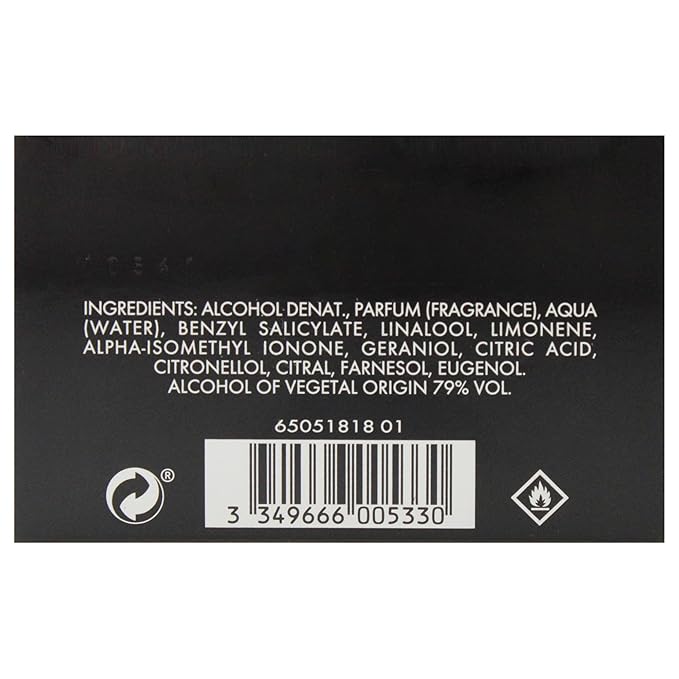 INGREDIENTS: ALCOHOL DENAT., PARFUM (FRAGRANCE), AQUA
(WATER), BENZYL SALICYLATE, LINALOOL, LIMONENE,
ALPHA-ISOMETHYL IONONE, GERANIOL, CITRIC ACID,
CITRONELLOL, CITRAL, FARNESOL, EUGENOL.
ALCOHOL OF VEGETAL ORIGIN 79% VOL.
65051818 01
®
3 349666 005330